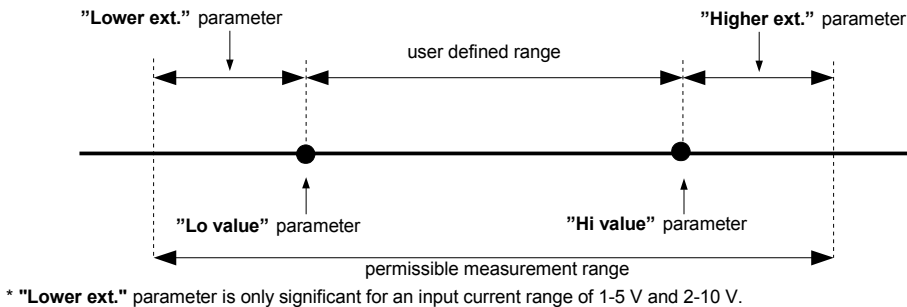 ”Lower ext.” parameter
”Higher ext.” parameter
user defined range
”Lo value” parameter
”Hi value” parameter
permissible measurement range
* "Lower ext." parameter is only significant for an input current range of 1-5 V and 2-10 V.